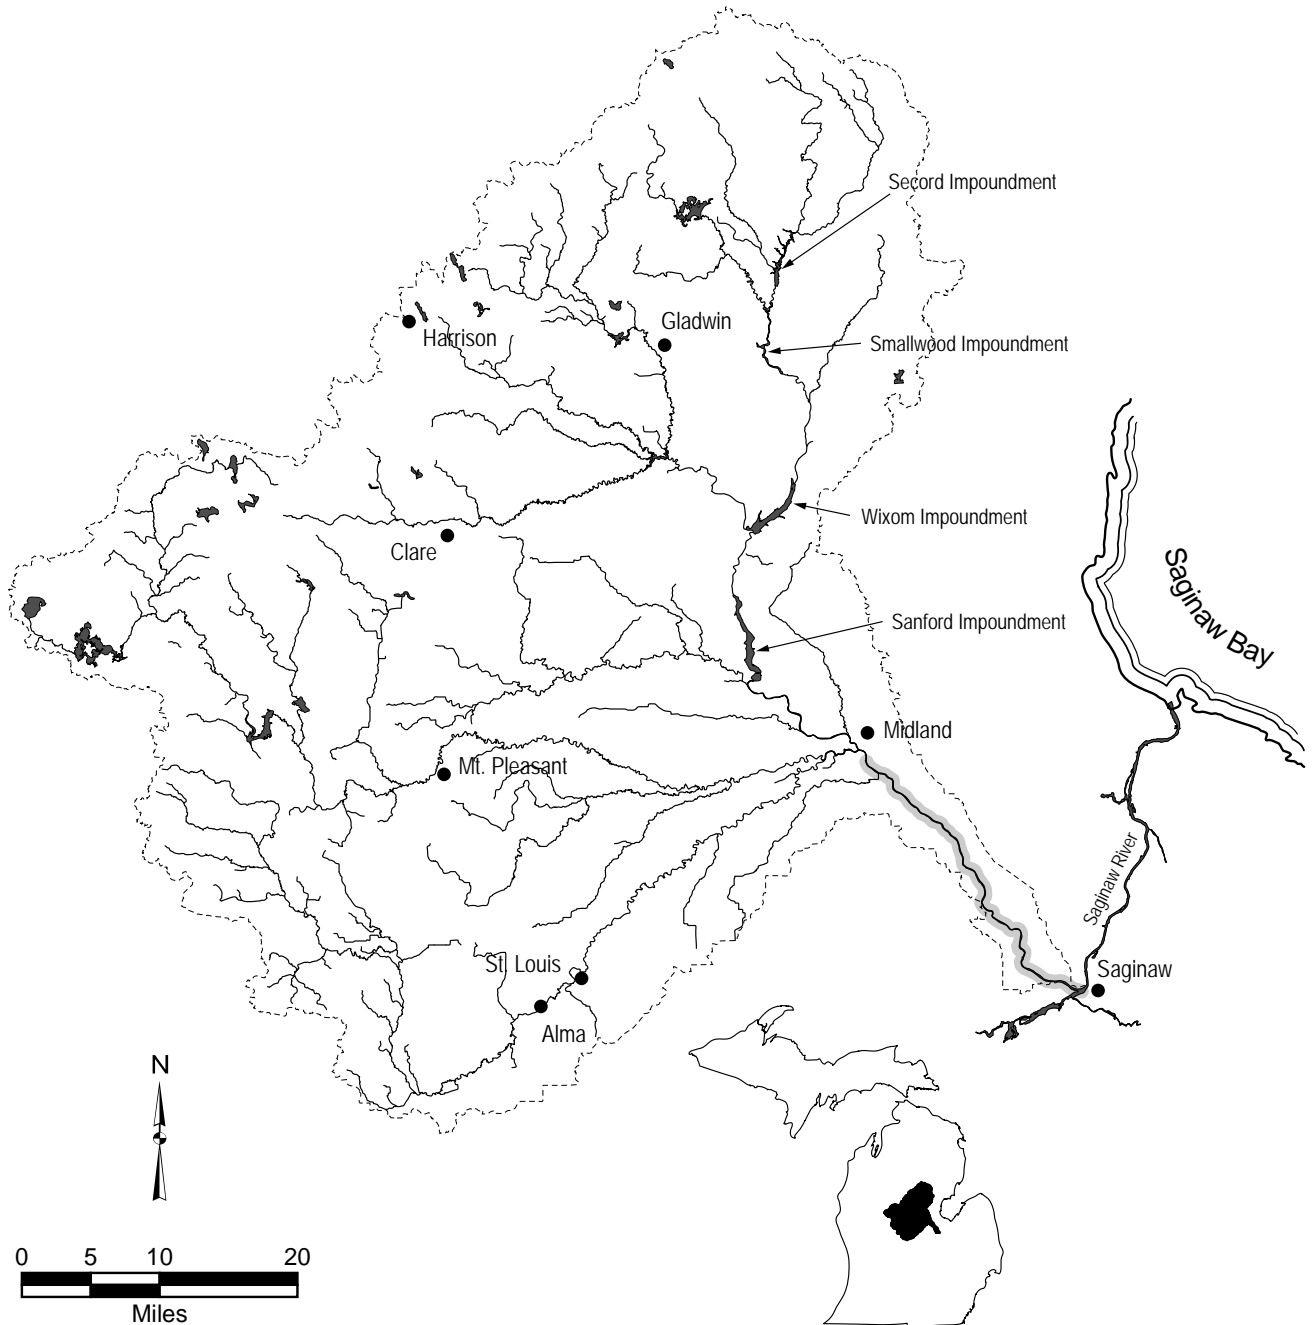 Secord Impoundment
Gladwin
Harrison
Smallwood Impoundment
Wixom Impoundment
Clare
Saginaw Bay
Sanford Impoundment
Midland
Mt. Pleasant
Saginaw River
St. Louis
Saginaw
Alma
N
0 5 10 20
Miles